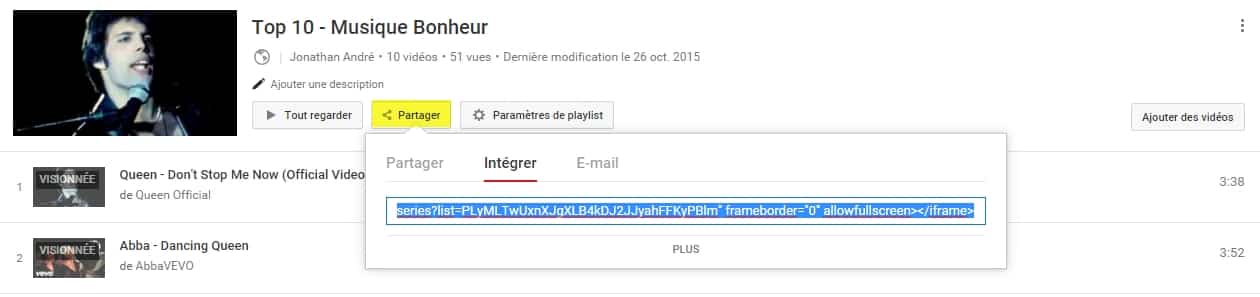 Top 10 - Musique Bonheur
Jonathan André • 10 vidéos • 51 vues • Dernière modification le 26 oct. 2015
Ajouter une description
Tout regarder
Partager
Paramètres de playlist
Ajouter des vidéos
Partager
Intégrer
E-mail
series?list=PLyMLTwUxnXJgXLB4kDJ2JJyahFFKyPBlm" frameborder="0" allowfullscreen></iframe>
PLUS
1
VISIONNÉE
Queen - Don't Stop Me Now (Official Video
de Queen Official
3:38
2
VISIONNÉE
vevo
Abba - Dancing Queen
de AbbaVEVO
3:52